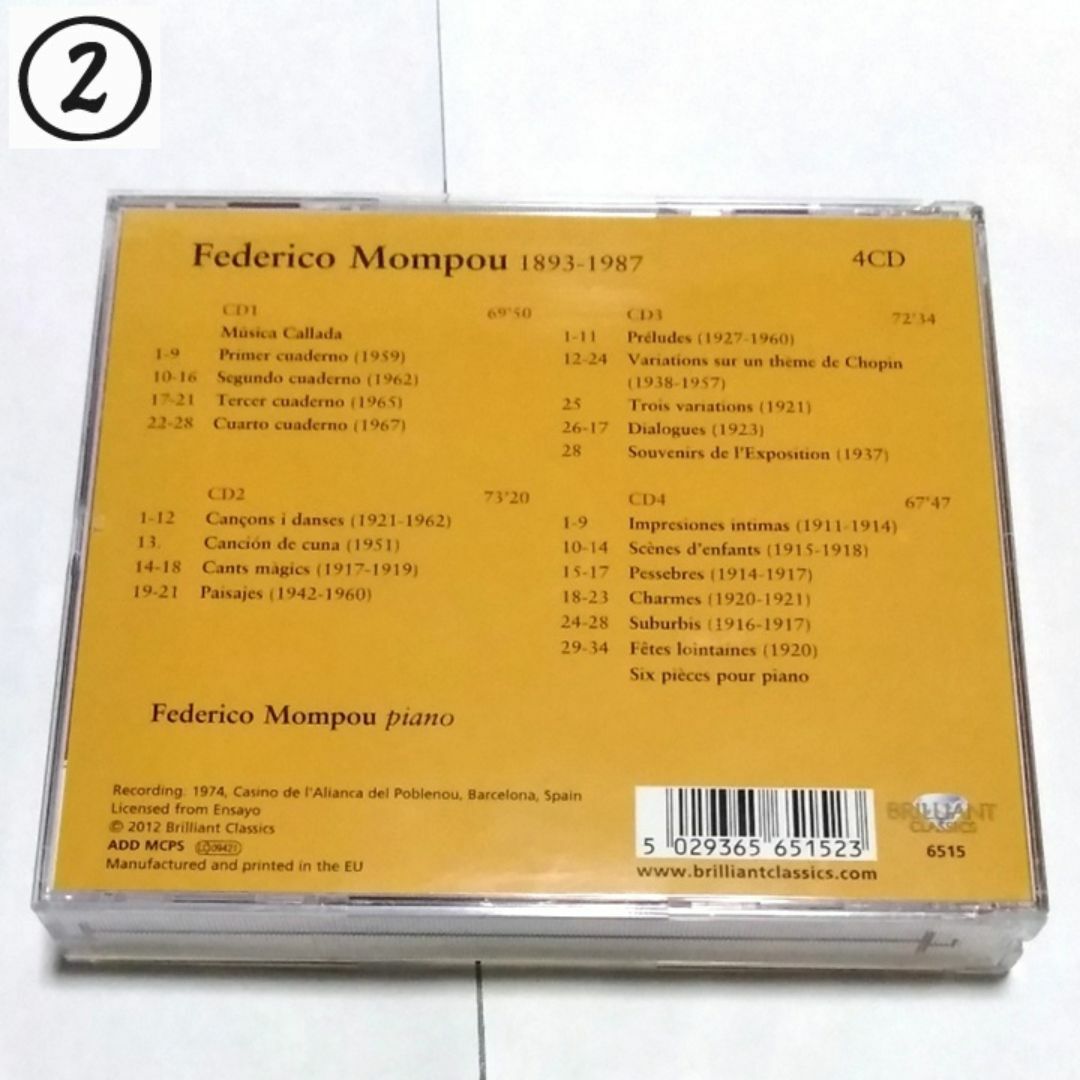 2
Federico Mompou 1893-1987 4CD
CD1 69'50
Música Callada
1-9 Primer cuaderno (1959)
10-16 Segundo cuaderno (1962)
17-21 Tercer cuaderno (1965)
22-28 Cuarto cuaderno (1967)
CD2 73'20
1-12 Cançons i danses (1921-1962)
13. Canción de cuna (1951)
14-18 Cants màgics (1917-1919)
19-21 Paisajes (1942-1960)
CD3 72'34
1-11 Préludes (1927-1960)
12-24 Variations sur un thème de Chopin
(1938-1957)
25 Trois variations (1921)
26-17 Dialogues (1923)
28 Souvenirs de l'Exposition (1937)
CD4 67'47
1-9 Impresiones intimas (1911-1914)
10-14 Scènes d'enfants (1915-1918)
15-17 Pessebres (1914-1917)
18-23 Charmes (1920-1921)
24-28 Suburbis (1916-1917)
29-34 Fêtes lointaines (1920)
Six pièces pour piano
Federico Mompou piano
Recording: 1974, Casino de l'Alianca del Poblenou, Barcelona, Spain
Licensed from Ensayo
© 2012 Brilliant Classics
ADD MCPS LC09421
Manufactured and printed in the EU
5 029365 651523
www.brilliantclassics.com
BRILLIANT
CLASSICS
6515